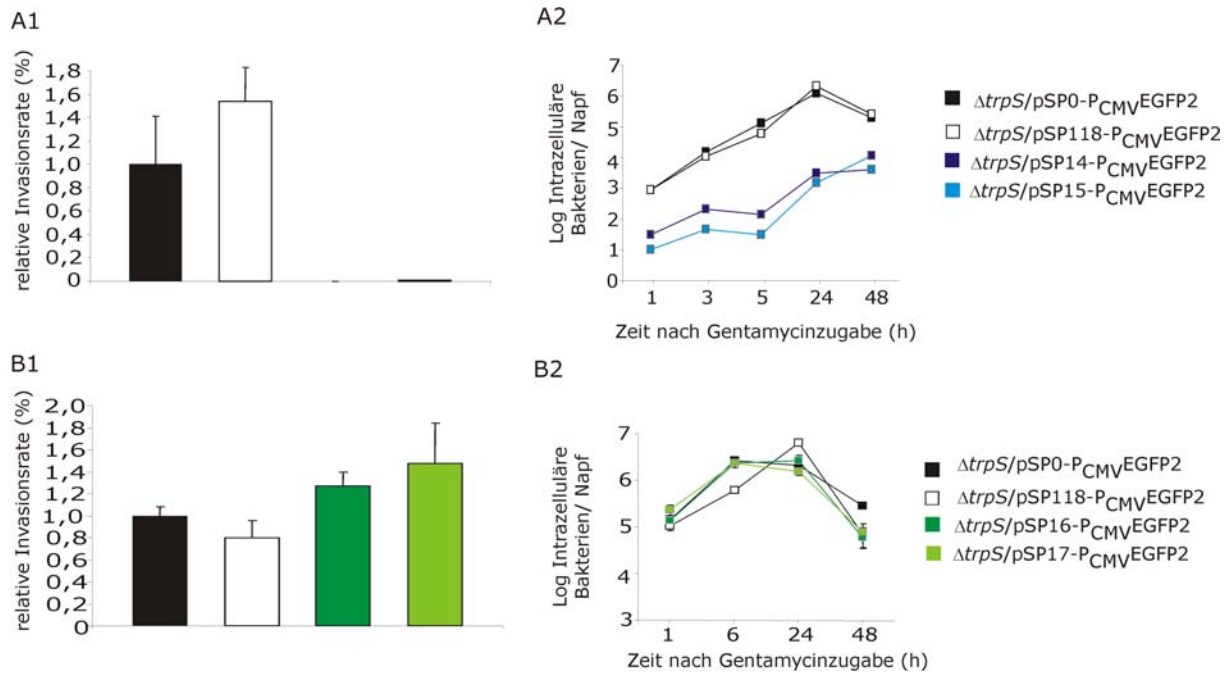 A1
relative Invasionsrate (%)
1,8
1,6
1,4
1,2
1,0
0,8
0,6
0,4
0,2
0
A2
Log Intrazelluläre
Bakterien/ Napf
7
6
5
4
3
2
1
0
1 3 5 24 48
Zeit nach Gentamycinzugabe (h)
ΔtrpS/pSP0-PCMVEGFP2
ΔtrpS/pSP118-PCMVEGFP2
ΔtrpS/pSP14-PCMVEGFP2
ΔtrpS/pSP15-PCMVEGFP2
B1
relative Invasionsrate (%)
2,0
1,8
1,6
1,4
1,2
1,0
0,8
0,6
0,4
0,2
0
B2
Log Intrazelluläre
Bakterien/ Napf
7
6
5
4
3
1 6 24 48
Zeit nach Gentamycinzugabe (h)
ΔtrpS/pSP0-PCMVEGFP2
ΔtrpS/pSP118-PCMVEGFP2
ΔtrpS/pSP16-PCMVEGFP2
ΔtrpS/pSP17-PCMVEGFP2